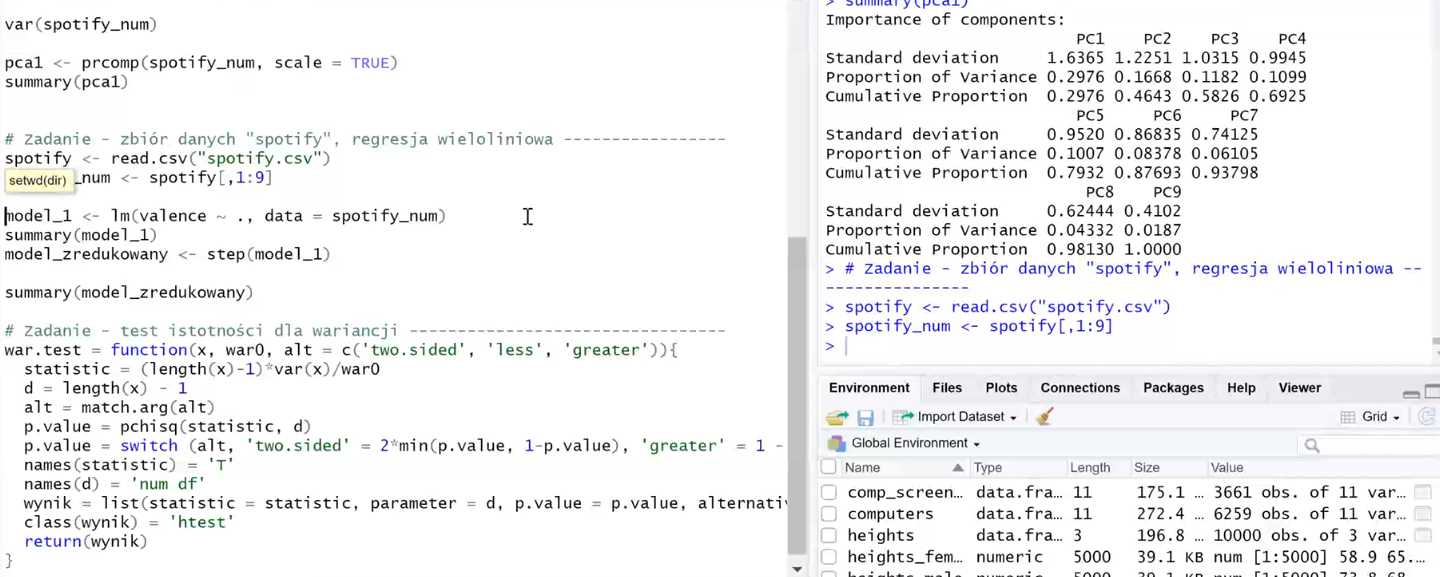 var(spotify_num)
pca1 <- prcomp(spotify_num, scale = TRUE)
summary(pca1)
# Zadanie - zbiór danych "spotify", regresja wieloliniowa -----------------
spotify <- read.csv("spotify.csv")
setwd(dir)
_num <- spotify[,1:9]
model_1 <- lm(valence ~ ., data = spotify_num)
summary(model_1)
model_zredukowany <- step(model_1)
summary(model_zredukowany)
# Zadanie - test istotności dla wariancji ---------------------------------
war.test = function(x, war0, alt = c('two.sided', 'less', 'greater')){
statistic = (length(x)-1)*var(x)/war0
d = length(x) - 1
alt = match.arg(alt)
p.value = pchisq(statistic, d)
p.value = switch (alt, 'two.sided' = 2*min(p.value, 1-p.value), 'greater' = 1 -
names(statistic) = 'T'
names(d) = 'num df'
wynik = list(statistic = statistic, parameter = d, p.value = p.value, alternativ
class(wynik) = 'htest'
return(wynik)
}
> summary(pca1)
Importance of components:
PC1 PC2 PC3 PC4
Standard deviation 1.6365 1.2251 1.0315 0.9945
Proportion of Variance 0.2976 0.1668 0.1182 0.1099
Cumulative Proportion 0.2976 0.4643 0.5826 0.6925
PC5 PC6 PC7
Standard deviation 0.9520 0.86835 0.74125
Proportion of Variance 0.1007 0.08378 0.06105
Cumulative Proportion 0.7932 0.87693 0.93798
PC8 PC9
Standard deviation 0.62444 0.4102
Proportion of Variance 0.04332 0.0187
Cumulative Proportion 0.98130 1.0000
> # Zadanie - zbiór danych "spotify", regresja wieloliniowa --
---------------
> spotify <- read.csv("spotify.csv")
> spotify_num <- spotify[,1:9]
>
Environment Files Plots Connections Packages Help Viewer
Import Dataset Grid
Global Environment
Name Type Length Size Value
comp_screen… data.fra… 11 175.1 … 3661 obs. of 11 var…
computers data.fra… 11 272.4 … 6259 obs. of 11 var…
heights data.fra… 3 196.8 … 10000 obs. of 3 var…
heights_fem… numeric 5000 39.1 KB num [1:5000] 58.9 65.…